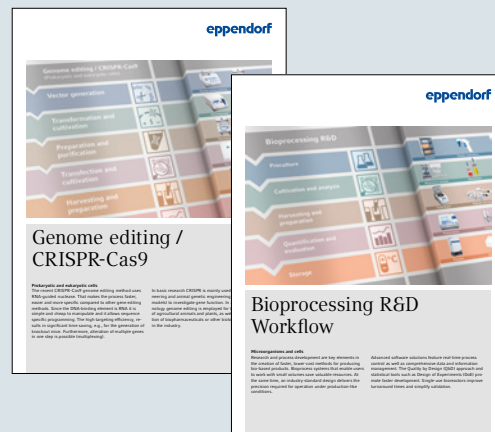 eppendorf
Genome editing / CRISPR-Cas9
Vector generation
Transformation and
cultivation
Preparation and
purification
Transfection and
cultivation
Harvesting and
preparation
Genome editing /
CRISPR-Cas9
Prokaryotic and eukaryotic cells
The recent CRISPR-Cas9 genome editing method uses
RNA-guided nuclease. That makes the process faster,
easier and more specific compared to other gene editing
methods. Since the DNA-binding element is RNA it is
simple and cheap to manipulate and it allows sequence
specific programming. The high targeting efficiency, re-
sults in significant time saving, e.g., for the generation of
knockout mice. Furthermore, alteration of multiple genes
in one step is possible (multiplexing).
In basic research CRISPR is mainly used
neering and animal genetic engineering
models) to investigate gene function. In
ology genome editing is employed for
of agricultural animals and plants, as we
tion of biopharmaceuticals or other
in the industry.
eppendorf
Bioprocessing R&D
Preculture
Cultivation and analysis
Harvesting and
preparation
Quantification and
evaluation
Storage
Bioprocessing R&D
Workflow
Microorganisms and cells
Research and process development are key elements in
the creation of faster, lower-cost methods for producing
bio-based products. Bioprocess systems that enable users
to work with small volumes save valuable resources. At
the same time, an industry-standard design delivers the
precision required for operation under production-like
conditions.
Advanced software solutions feature real-time process
control as well as comprehensive data and information
management. The Quality by Design (QbD) approach and
statistical tools such as Design of Experiments (DoE) pro-
mote faster development. Single-use bioreactors improve
turnaround times and simplify validation.